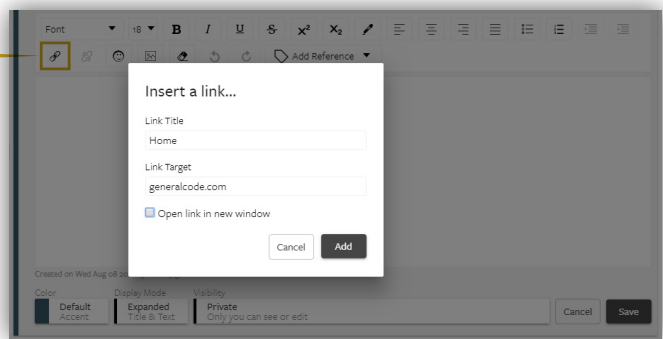 Font 18 B I U S x² X₂
Add Reference
Insert a link...
Link Title
Home
Link Target
generalcode.com
Open link in new window
Cancel Add
Created on Wed Aug 08
Color Display Mode Visibility
Default Expanded Private
Accent Title & Text Only you can see or edit
Cancel Save